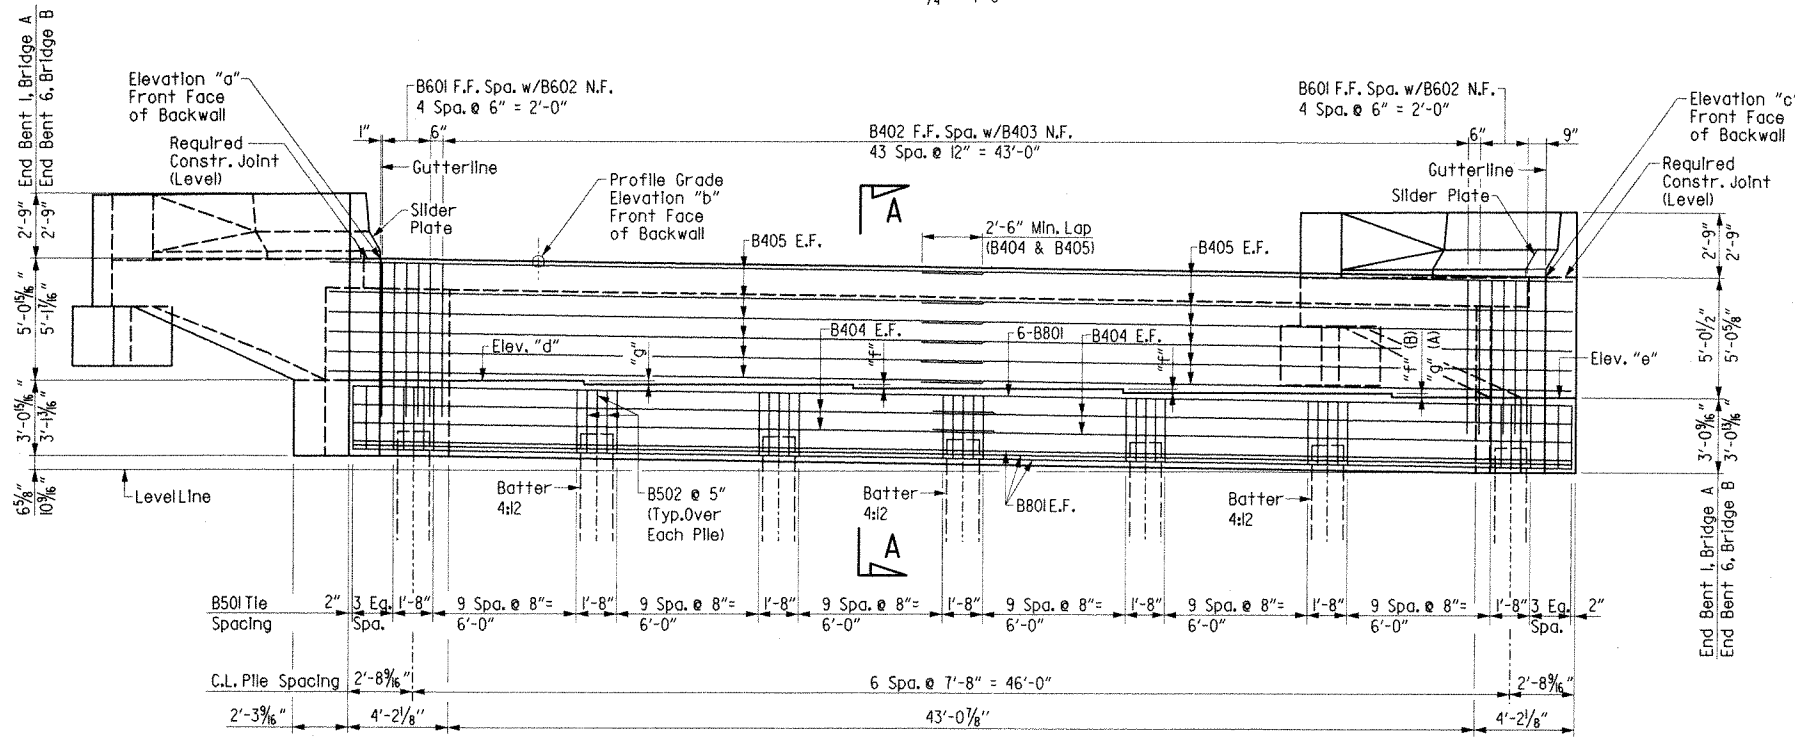 End Bent 1, Bridge A
End Bent 6, Bridge B
Elevation "a"
Front Face
of Backwall
Required
Constr. Joint
(Level)
B601 F.F. Spa. w/B602 N.F.
4 Spa. @ 6" = 2'-0"
1"
6"
Gutterline
Slider
Plate
Profile Grade
Elevation "b"
Front Face
of Backwall
B402 F.F. Spa. w/B403 N.F.
43 Spa. @ 12" = 43'-0"
A
2'-6" Min. Lap
(B404 & B405)
B405 E.F.
B405 E.F.
B601 F.F. Spa. w/B602 N.F.
4 Spa. @ 6" = 2'-0"
6"
9"
Gutterline
Slider Plate
Elevation "c"
Front Face
of Backwall
Required
Constr. Joint
(Level)
2'-9"
2'-9"
5'-0 15/16"
5'-1 7/16"
3'-0 15/16"
3'-1 3/16"
6 5/8"
10 9/16"
2'-9"
2'-9"
5'-0 1/2"
5'-0 5/8"
3'-0 9/16"
3'-0 13/16"
Elev. "d"
"g"
B404 E.F.
"f"
6-B801
B404 E.F.
"f"
"f" (B)
"g" (A)
Elev. "e"
Level Line
Batter
4:12
B502 @ 5"
(Typ. Over
Each Pile)
Batter
4:12
B801 E.F.
Batter
4:12
A
End Bent 1, Bridge A
End Bent 6, Bridge B
B501 Tie
Spacing
2"
3 Eq.
Spa.
1'-8"
9 Spa. @ 8"=
6'-0"
1'-8"
9 Spa. @ 8"=
6'-0"
1'-8"
9 Spa. @ 8"=
6'-0"
1'-8"
9 Spa. @ 8"=
6'-0"
1'-8"
9 Spa. @ 8"=
6'-0"
1'-8"
9 Spa. @ 8"=
6'-0"
1'-8"
3 Eq.
Spa.
2"
C.L. Pile Spacing
2'-8 9/16"
6 Spa. @ 7'-8" = 46'-0"
2'-8 9/16"
2'-3 9/16"
4'-2 1/8"
43'-0 7/8"
4'-2 1/8"